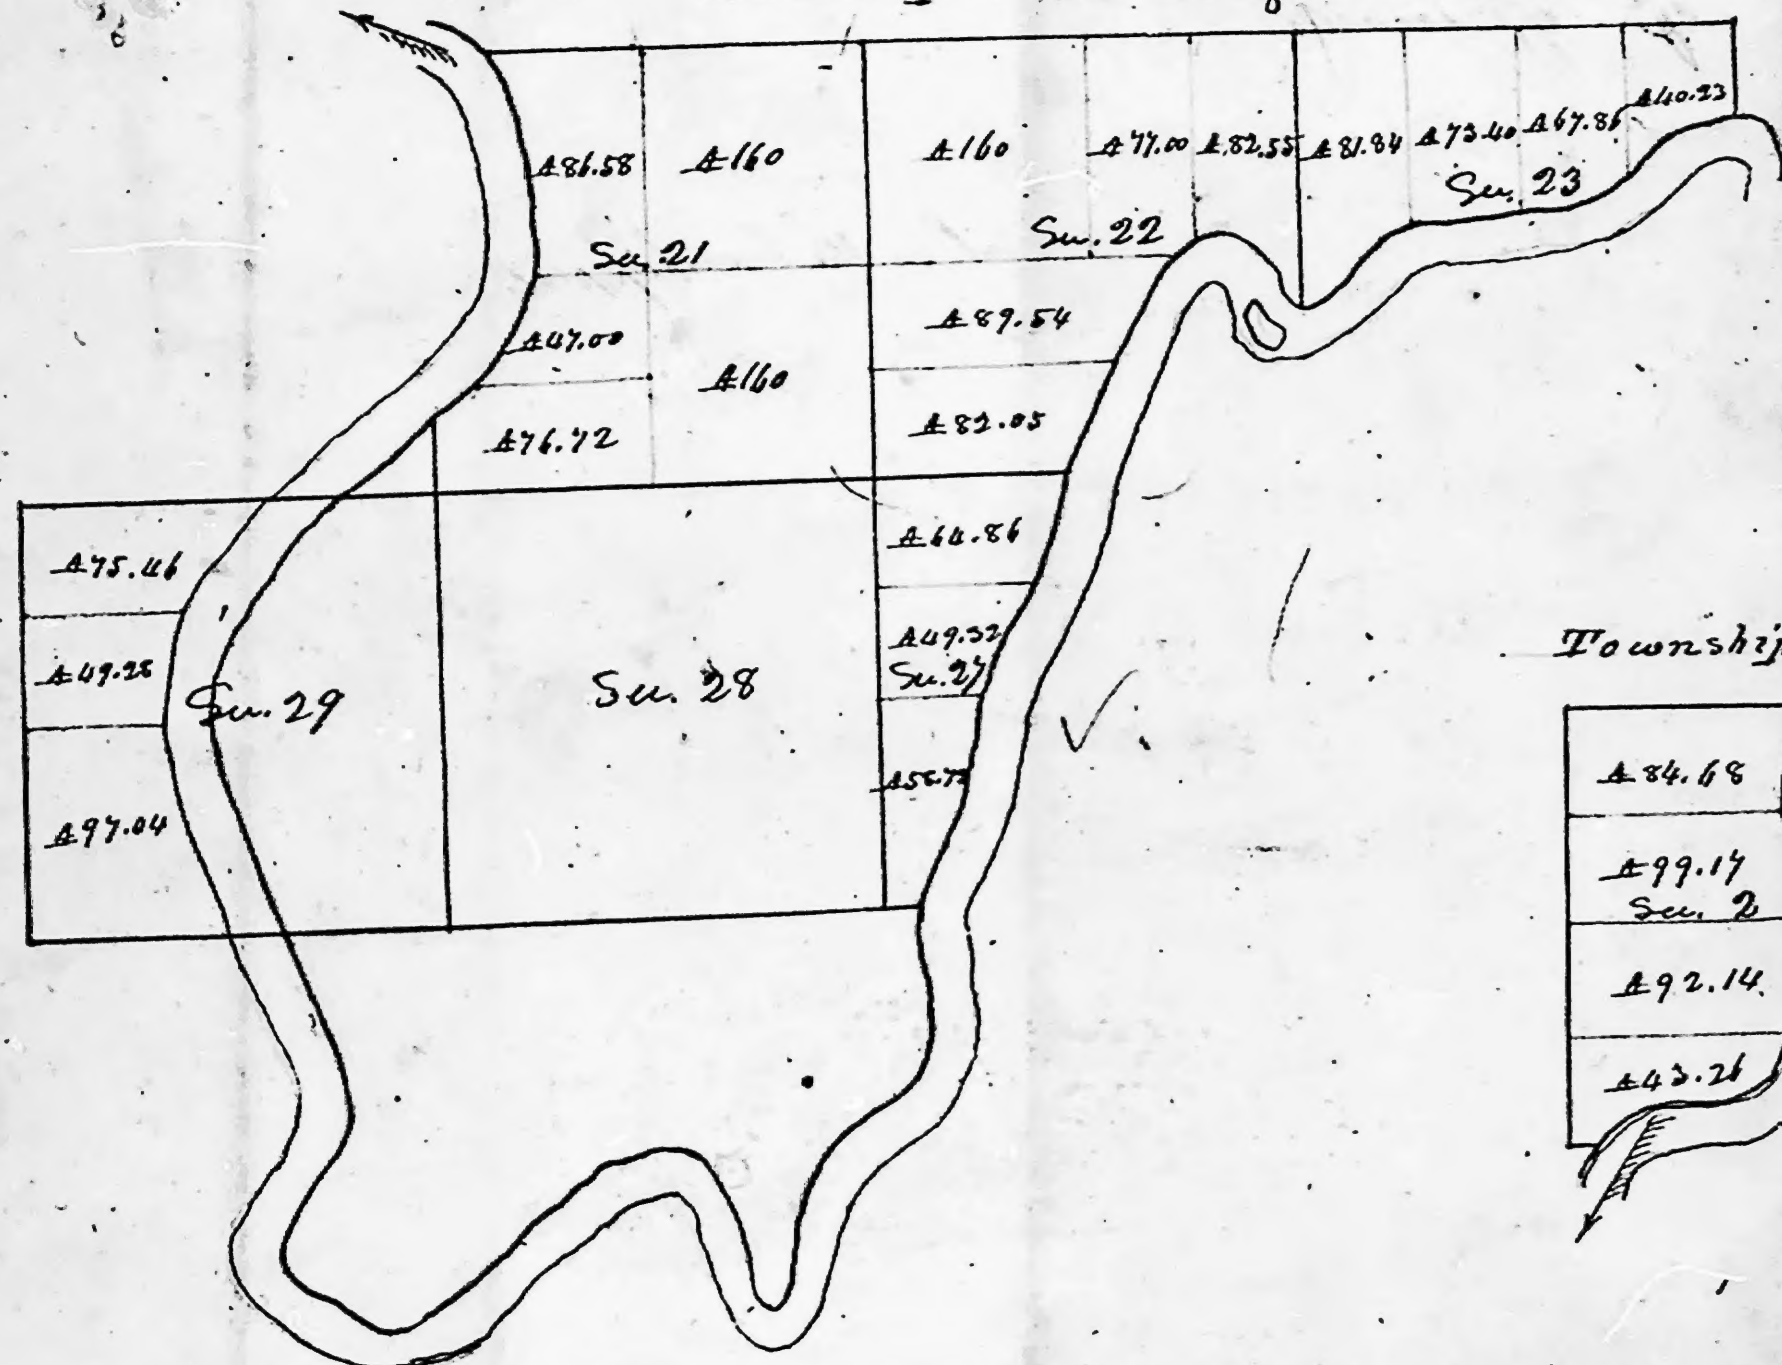 A86.58
A160
A160
A77.00
A82.55
A81.84
A73.40
A67.86
A40.23
Sec. 21
Sec. 22
Sec. 23
A47.00
A160
A89.54
A76.72
A82.05
A75.46
A49.28
A97.04
Sec. 29
Sec. 28
A64.86
A49.32
Sec. 27
Township
A84.68
A99.17
Sec. 2
A92.14
A43.26